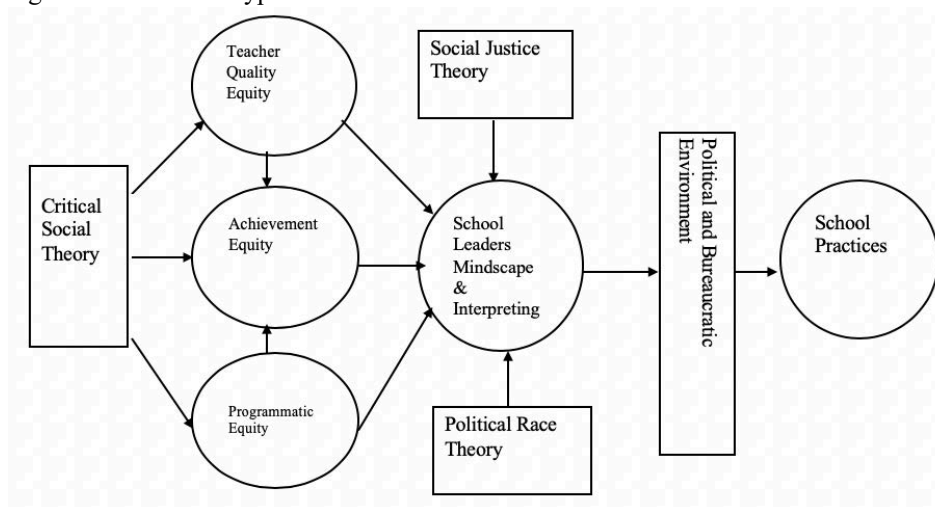 Teacher
Quality
Equity
Social Justice
Theory
Political and Bureaucratic
Environment
Critical
Social
Theory
Achievement
Equity
School
Leaders
Mindscape
&
Interpreting
School
Practices
Programmatic
Equity
Political Race
Theory